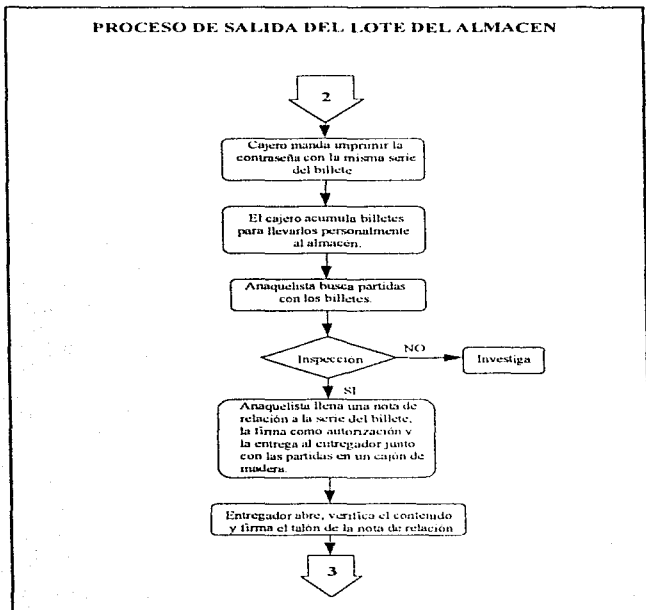 PROCESO DE SALIDA DEL LOTE DEL ALMACEN
2
Cajero manda imprimir la
contraseña con la misma serie
del billete
El cajero acumula billetes
para llevarlos personalmente
al almacén.
Anaquelista busca partidas
con los billetes.
Inspección
NO
Investiga
SI
Anaquelista llena una nota de
relación a la serie del billete,
la firma como autorización y
la entrega al entregador junto
con las partidas en un cajón de
madera.
Entregador abre, verifica el contenido
y firma el talón de la nota de relación
3